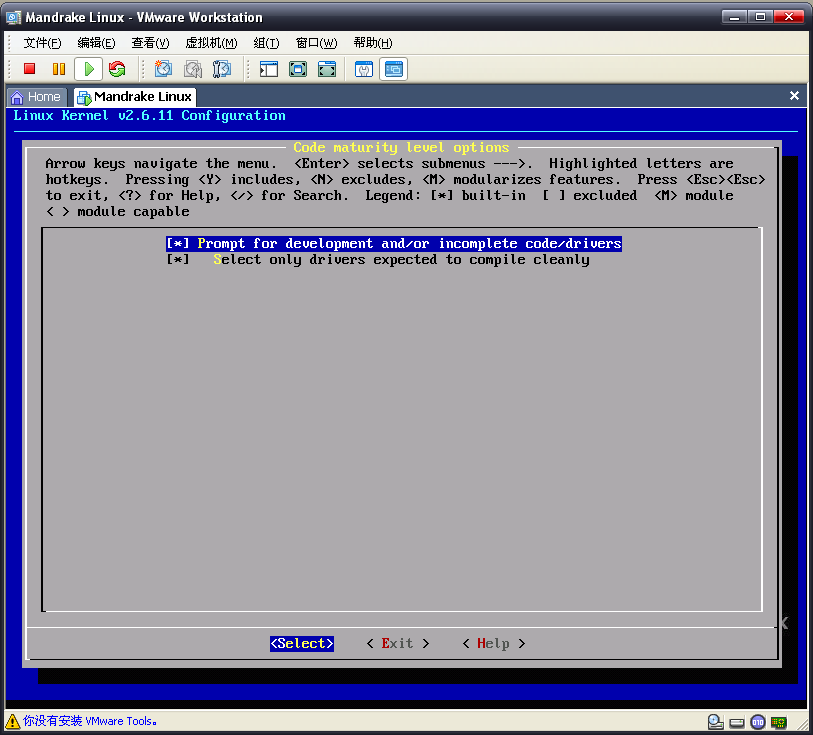 Mandrake Linux - VMware Workstation
文件(F) 编辑(E) 查看(V) 虚拟机(M) 组(T) 窗口(W) 帮助(H)
Home Mandrake Linux
Linux Kernel v2.6.11 Configuration
Code maturity level options
Arrow keys navigate the menu.  <Enter> selects submenus --->.  Highlighted letters are
hotkeys.  Pressing <Y> includes, <N> excludes, <M> modularizes features.  Press <Esc><Esc>
to exit, <?> for Help, </> for Search.  Legend: [*] built-in  [ ] excluded  <M> module
< > module capable
[*] Prompt for development and/or incomplete code/drivers
[*]   Select only drivers expected to compile cleanly
<Select>    < Exit >    < Help >
你没有安装 VMware Tools。